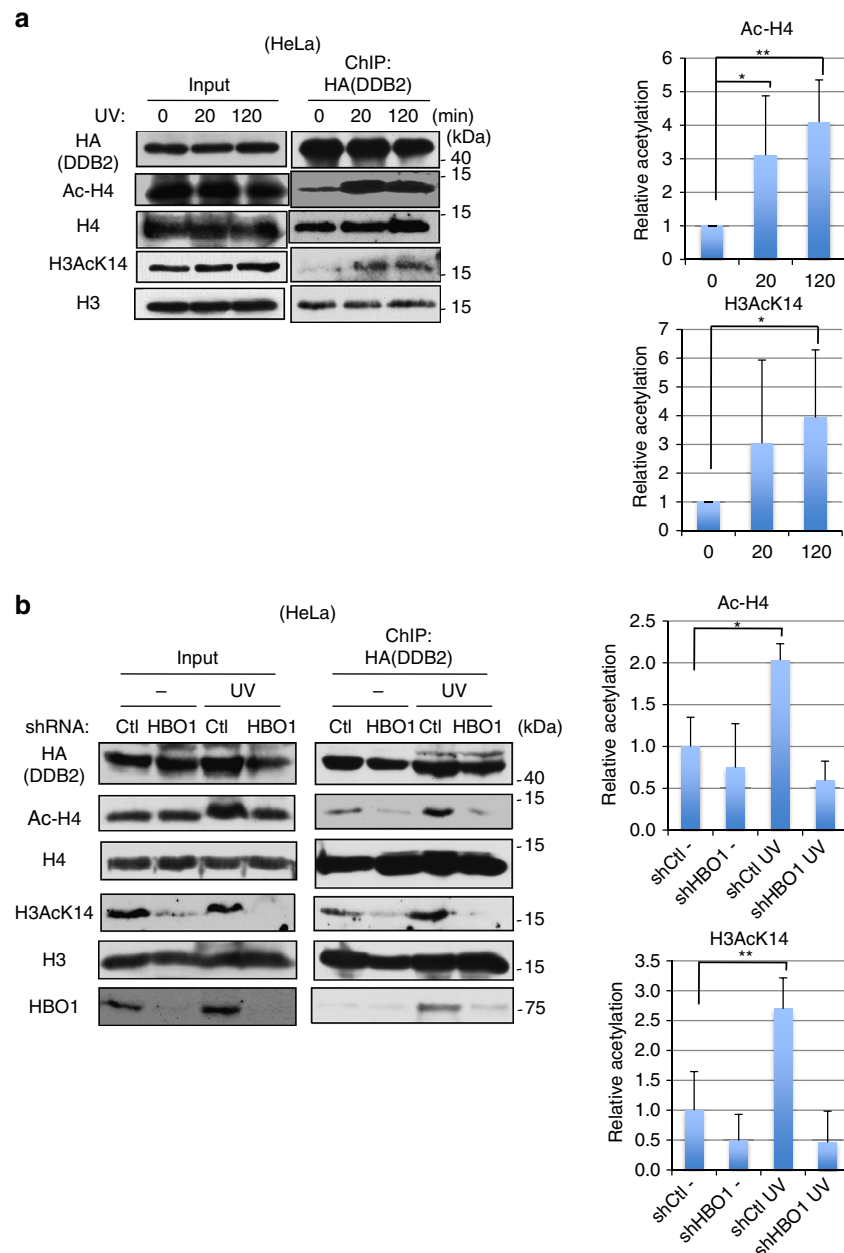 a
(HeLa)
Input
ChIP:
HA(DDB2)
UV: 0 20 120 0 20 120 (min)
(kDa)
HA
(DDB2)
- 40
Ac-H4
- 15
H4
- 15
H3AcK14
- 15
H3
- 15
Ac-H4
Relative acetylation
6
5
4
3
2
1
0
*
**
0 20 120
H3AcK14
Relative acetylation
7
6
5
4
3
2
1
0
*
0 20 120
b
(HeLa)
Input
ChIP:
HA(DDB2)
– UV – UV
shRNA: Ctl HBO1 Ctl HBO1 Ctl HBO1 Ctl HBO1 (kDa)
HA
(DDB2)
- 40
Ac-H4
- 15
H4
- 15
H3AcK14
- 15
H3
- 15
HBO1
- 75
Ac-H4
Relative acetylation
2.5
2.0
1.5
1.0
0.5
0.0
*
shCtl -
shHBO1 -
shCtl UV
shHBO1 UV
H3AcK14
Relative acetylation
3.5
3.0
2.5
2.0
1.5
1.0
0.5
0.0
**
shCtl -
shHBO1 -
shCtl UV
shHBO1 UV